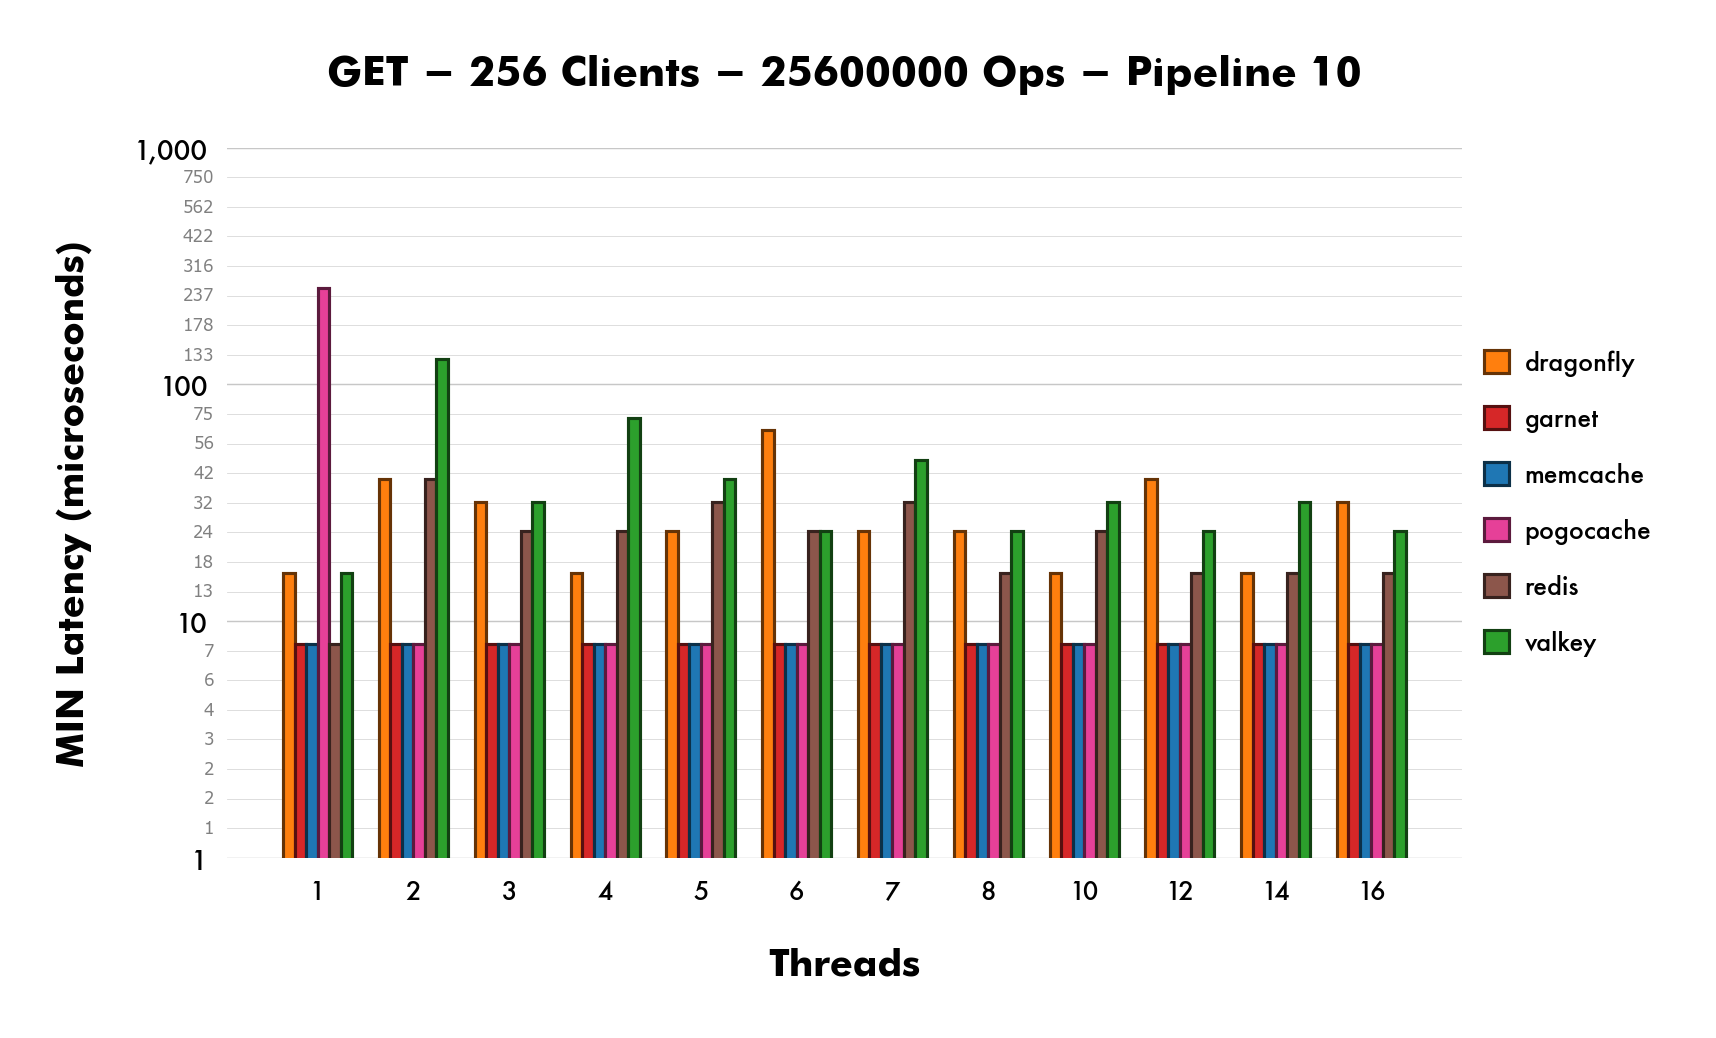 GET – 256 Clients – 25600000 Ops – Pipeline 10
MIN Latency (microseconds)
1,000
750
562
422
316
237
178
133
100
75
56
42
32
24
18
13
10
7
6
4
3
2
2
1
1
dragonfly
garnet
memcache
pogocache
redis
valkey
1 2 3 4 5 6 7 8 10 12 14 16
Threads